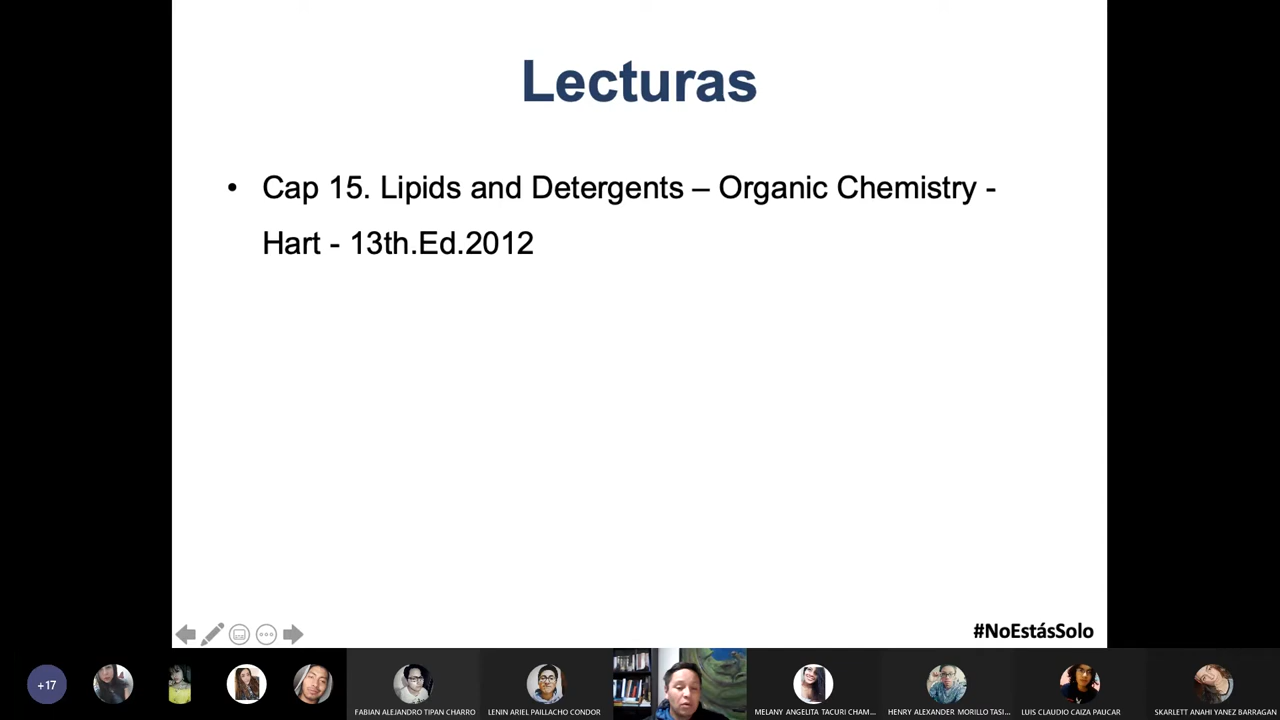 Lecturas
• Cap 15. Lipids and Detergents – Organic Chemistry -
Hart - 13th.Ed.2012
#NoEstásSolo
+17
FABIAN ALEJANDRO TIPAN CHARRO
LENIN ARIEL PAILLACHO CONDOR
MELANY ANGELITA TACURI CHAM...
HENRY ALEXANDER MORILLO TASI...
LUIS CLAUDIO CAIZA PAUCAR
SKARLETT ANAHI YANEZ BARRAGAN